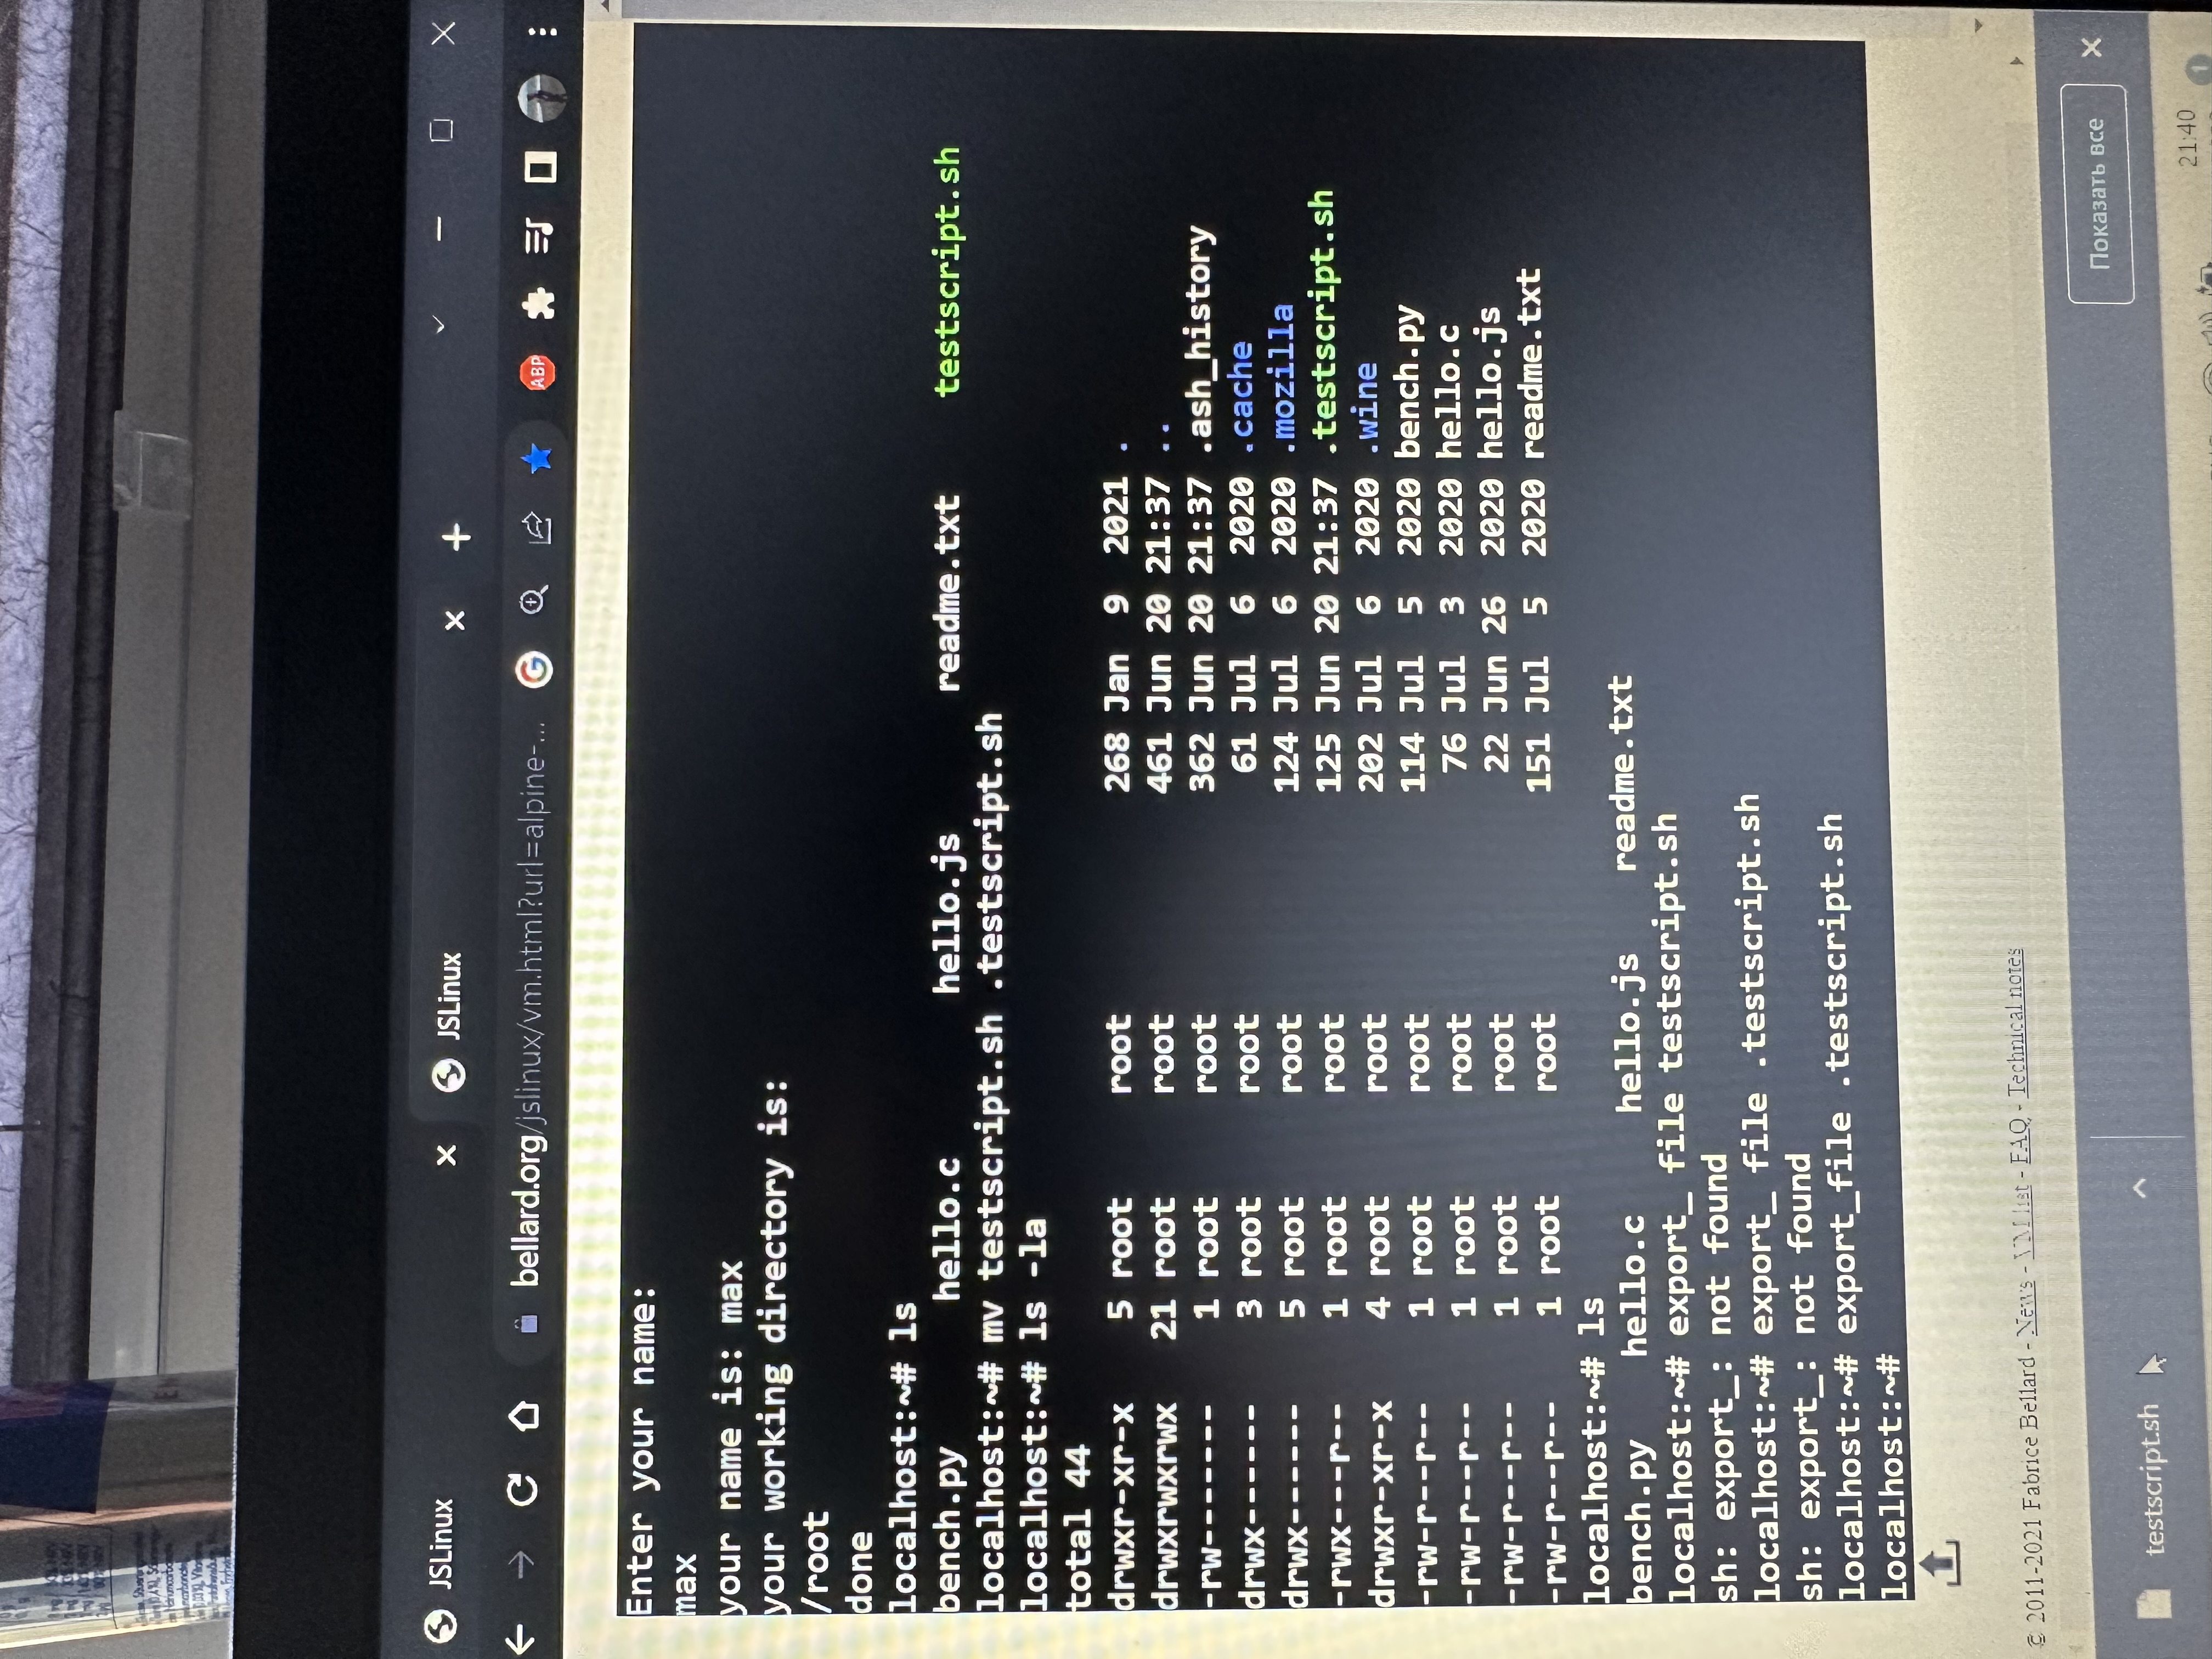 JSLinux
JSLinux
bellard.org/jslinux/vm.html?url=alpine-...
ABP
Enter your name:
max
your name is: max
your working directory is:
/root
done
localhost:~# ls
bench.py hello.c hello.js readme.txt testscript.sh
localhost:~# mv testscript.sh .testscript.sh
localhost:~# ls -la
total 44
drwxr-xr-x 5 root root 268 Jan 9 2021 .
drwxrwxrwx 21 root root 461 Jun 20 21:37 ..
-rw------- 1 root root 362 Jun 20 21:37 .ash_history
drwx------ 3 root root 61 Jul 6 2020 .cache
drwx------ 5 root root 124 Jul 6 2020 .mozilla
-rwx---r-- 1 root root 125 Jun 20 21:37 .testscript.sh
drwxr-xr-x 4 root root 202 Jul 6 2020 .wine
-rw-r--r-- 1 root root 114 Jul 5 2020 bench.py
-rw-r--r-- 1 root root 76 Jul 3 2020 hello.c
-rw-r--r-- 1 root root 22 Jun 26 2020 hello.js
-rw-r--r-- 1 root root 151 Jul 5 2020 readme.txt
localhost:~# ls
bench.py hello.c hello.js readme.txt
localhost:~# export_ file testscript.sh
sh: export_: not found
localhost:~# export_ file .testscript.sh
sh: export_: not found
localhost:~# export_file .testscript.sh
localhost:~#
© 2011-2021 Fabrice Bellard - News - VM list - FAQ - Technical notes
Показать все
testscript.sh
21:40
1